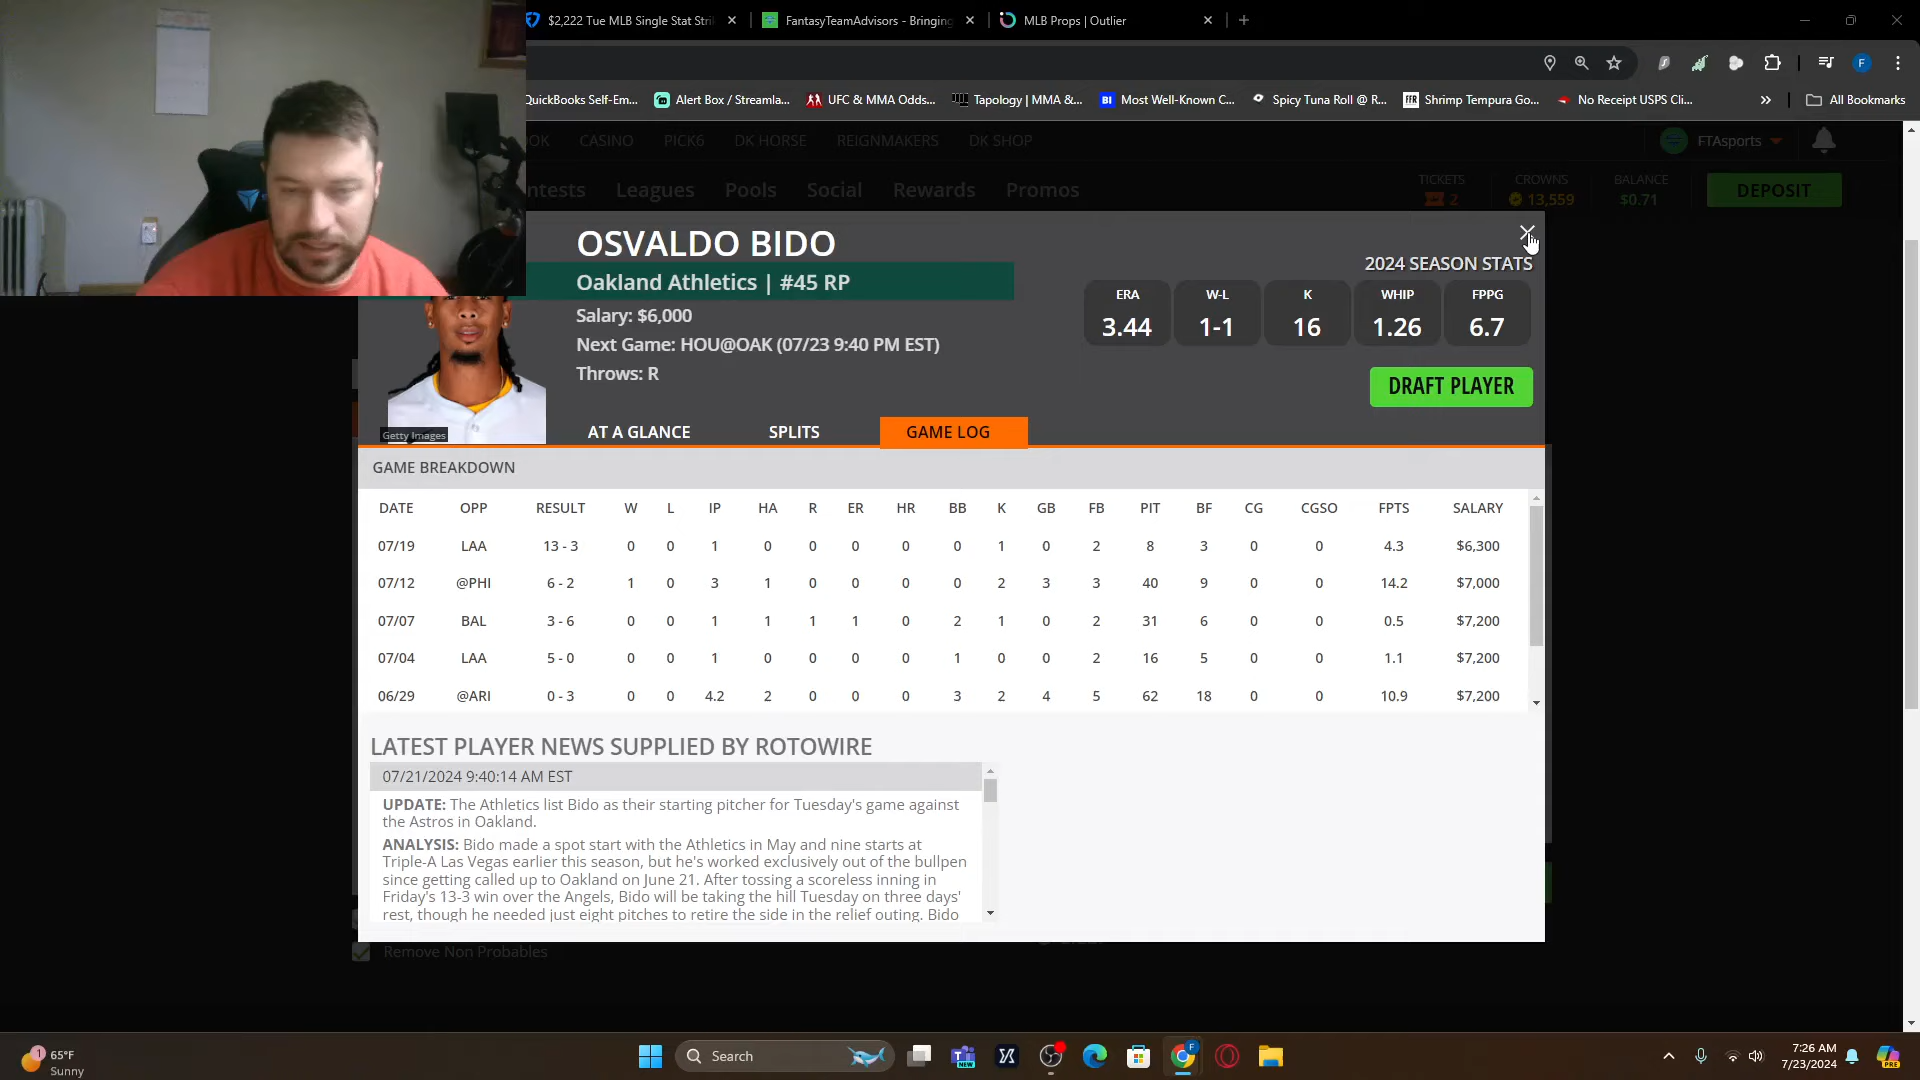 $2,222 Tue MLB Single Stat Stri
FantasyTeamAdvisors - Bringing
MLB Props | Outlier
F
QuickBooks Self-Em...
Alert Box / Streamla...
UFC & MMA Odds...
Tapology | MMA &...
BI Most Well-Known C...
Spicy Tuna Roll @ R...
FFR Shrimp Tempura Go...
No Receipt USPS Cli...
All Bookmarks
OK CASINO PICK6 DK HORSE REIGNMAKERS DK SHOP
FTAsports
ntests Leagues Pools Social Rewards Promos
TICKETS 2
CROWNS 13,559
BALANCE $0.71
DEPOSIT
OSVALDO BIDO
Oakland Athletics | #45 RP
Salary: $6,000
Next Game: HOU@OAK (07/23 9:40 PM EST)
Throws: R
Getty Images
2024 SEASON STATS
ERA W-L K WHIP FPPG
3.44 1-1 16 1.26 6.7
DRAFT PLAYER
AT A GLANCE SPLITS GAME LOG
GAME BREAKDOWN
DATE OPP RESULT W L IP HA R ER HR BB K GB FB PIT BF CG CGSO FPTS SALARY
07/19 LAA 13 - 3 0 0 1 0 0 0 0 0 1 0 2 8 3 0 0 4.3 $6,300
07/12 @PHI 6 - 2 1 0 3 1 0 0 0 0 2 3 3 40 9 0 0 14.2 $7,000
07/07 BAL 3 - 6 0 0 1 1 1 1 0 2 1 0 2 31 6 0 0 0.5 $7,200
07/04 LAA 5 - 0 0 0 1 0 0 0 0 1 0 0 2 16 5 0 0 1.1 $7,200
06/29 @ARI 0 - 3 0 0 4.2 2 0 0 0 3 2 4 5 62 18 0 0 10.9 $7,200
LATEST PLAYER NEWS SUPPLIED BY ROTOWIRE
07/21/2024 9:40:14 AM EST
UPDATE: The Athletics list Bido as their starting pitcher for Tuesday's game against
the Astros in Oakland.
ANALYSIS: Bido made a spot start with the Athletics in May and nine starts at
Triple-A Las Vegas earlier this season, but he's worked exclusively out of the bullpen
since getting called up to Oakland on June 21. After tossing a scoreless inning in
Friday's 13-3 win over the Angels, Bido will be taking the hill Tuesday on three days'
rest, though he needed just eight pitches to retire the side in the relief outing. Bido
Remove Non Probables
1
65°F
Sunny
Search
NEW
F
7:26 AM
7/23/2024
PRE